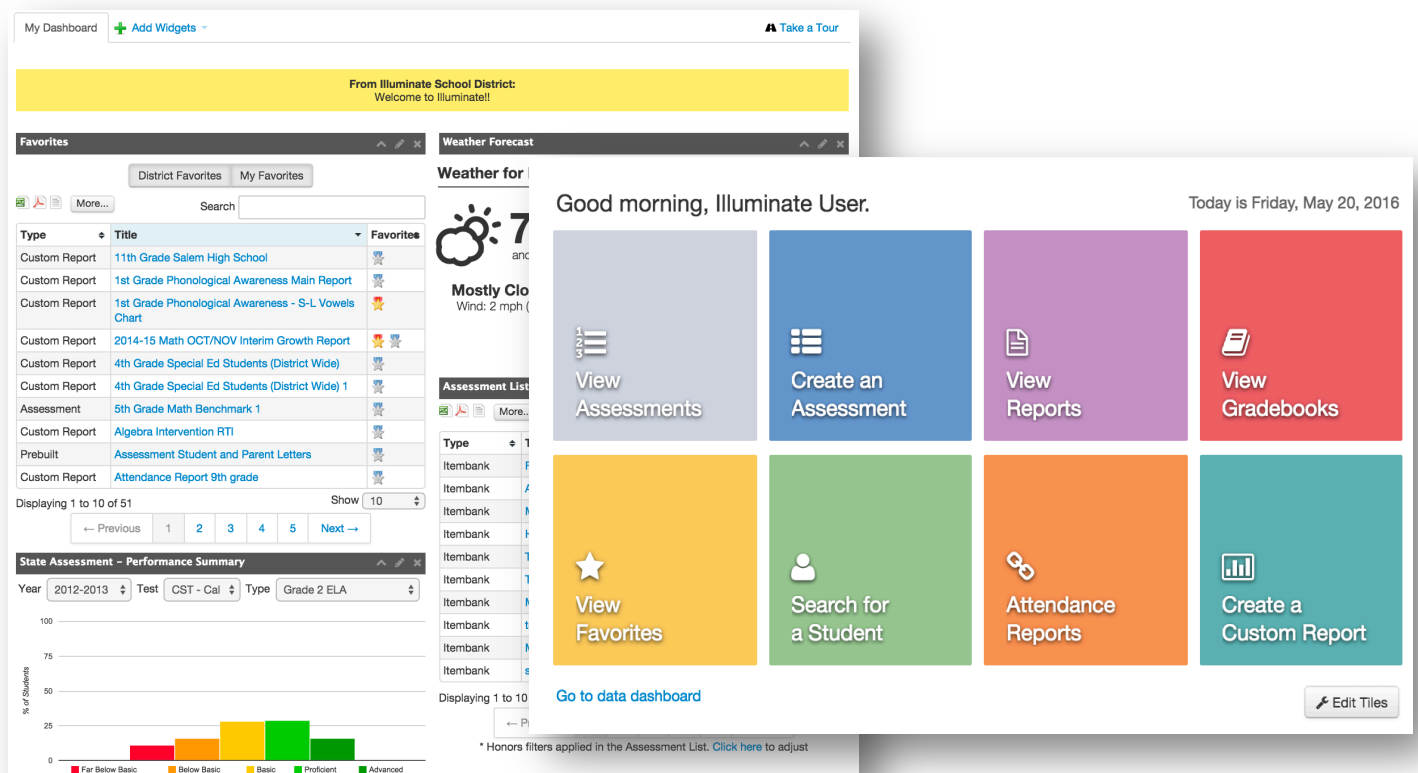 My Dashboard
Add Widgets
Take a Tour
From Illuminate School District:
Welcome to Illuminate!!
Favorites
District Favorites My Favorites
More...
Search
Type Title Favorites
Custom Report 11th Grade Salem High School
Custom Report 1st Grade Phonological Awareness Main Report
Custom Report 1st Grade Phonological Awareness - S-L Vowels
Chart
Custom Report 2014-15 Math OCT/NOV Interim Growth Report
Custom Report 4th Grade Special Ed Students (District Wide)
Custom Report 4th Grade Special Ed Students (District Wide) 1
Assessment 5th Grade Math Benchmark 1
Custom Report Algebra Intervention RTI
Prebuilt Assessment Student and Parent Letters
Custom Report Attendance Report 9th grade
Displaying 1 to 10 of 51
Show 10
← Previous 1 2 3 4 5 Next →
State Assessment – Performance Summary
Year 2012-2013 Test CST - Cal Type Grade 2 ELA
100
75
50
25
0
% of Students
Far Below Basic Below Basic Basic Proficient Advanced
Weather Forecast
Weather for
7
and
Mostly Clo
Wind: 2 mph (
Assessment List
More..
Type
Itembank
Itembank
Itembank
Itembank
Itembank
Itembank
Itembank
Itembank
Itembank
Itembank
Displaying 1 to 10
← P
* Honors filters applied in the Assessment List. Click here to adjust
Good morning, Illuminate User.
Today is Friday, May 20, 2016
1
2
3
View
Assessments
Create an
Assessment
View
Reports
View
Gradebooks
View
Favorites
Search for
a Student
Attendance
Reports
Create a
Custom Report
Go to data dashboard
Edit Tiles